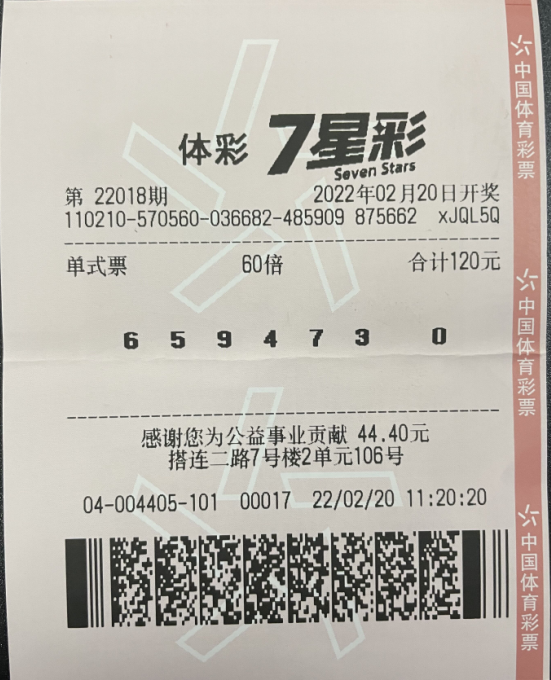 体彩 7星彩
Seven Stars
第 22018期 2022年02月20日开奖
110210-570560-036682-485909 875662 xJQL5Q
单式票 60倍 合计120元
6 5 9 4 7 3 0
感谢您为公益事业贡献 44.40元
搭连二路7号楼2单元106号
04-004405-101 00017 22/02/20 11:20:20
中国体育彩票
中国体育彩票
中国体育彩票